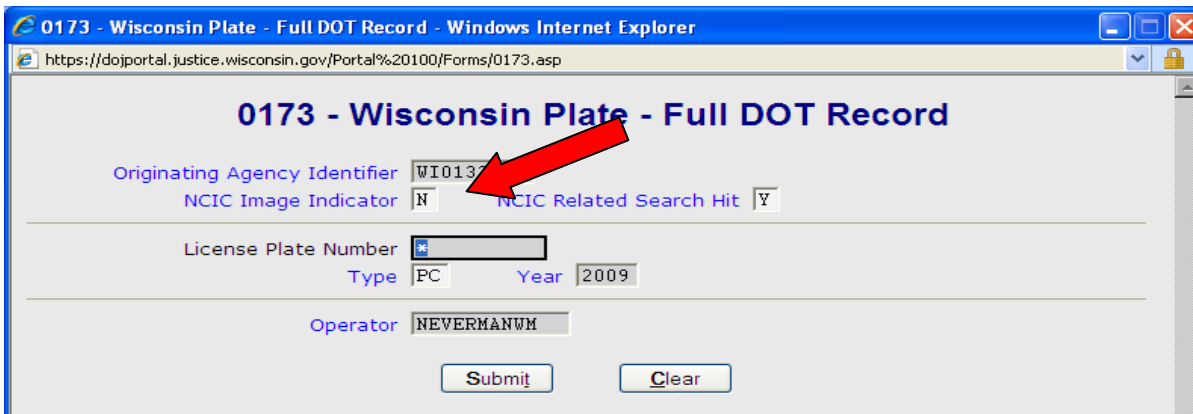 0173 - Wisconsin Plate - Full DOT Record - Windows Internet Explorer
https://dojportal.justice.wisconsin.gov/Portal%20100/Forms/0173.asp
0173 - Wisconsin Plate - Full DOT Record
Originating Agency Identifier
NCIC Image Indicator N NCIC Related Search Hit Y
License Plate Number *
Type PC Year 2009
Operator NEVERMANWM
Submit Clear